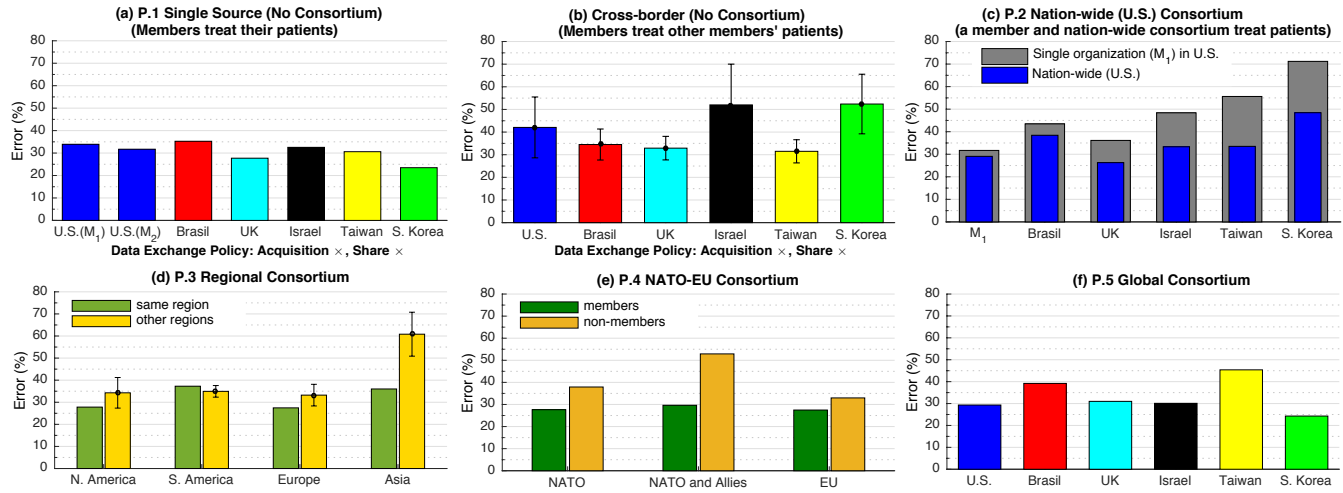 (a) P.1 Single Source (No Consortium)
(Members treat their patients)
Error (%)
80
70
60
50
40
30
20
10
0
U.S.(M1) U.S.(M2) Brasil UK Israel Taiwan S. Korea
Data Exchange Policy: Acquisition ×, Share ×
(b) Cross-border (No Consortium)
(Members treat other members' patients)
Error (%)
80
70
60
50
40
30
20
10
0
U.S. Brasil UK Israel Taiwan S. Korea
Data Exchange Policy: Acquisition ×, Share ×
(c) P.2 Nation-wide (U.S.) Consortium
(a member and nation-wide consortium treat patients)
Single organization (M1) in U.S.
Nation-wide (U.S.)
Error (%)
80
70
60
50
40
30
20
10
0
M1 Brasil UK Israel Taiwan S. Korea
(d) P.3 Regional Consortium
same region
other regions
Error (%)
80
70
60
50
40
30
20
10
0
N. America S. America Europe Asia
(e) P.4 NATO-EU Consortium
members
non-members
Error (%)
80
70
60
50
40
30
20
10
0
NATO NATO and Allies EU
(f) P.5 Global Consortium
Error (%)
80
70
60
50
40
30
20
10
0
U.S. Brasil UK Israel Taiwan S. Korea